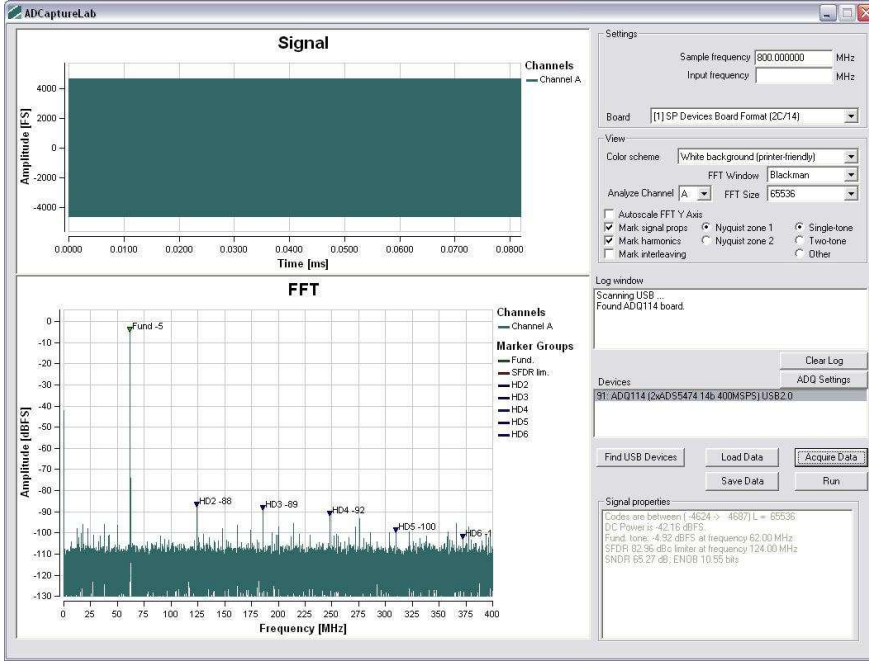 ADCaptureLab
Signal
Amplitude [FS]
4000
2000
0
-2000
-4000
0.0000 0.0100 0.0200 0.0300 0.0400 0.0500 0.0600 0.0700 0.0800
Time [ms]
Channels
Channel A
FFT
Amplitude [dBFS]
0
-10
-20
-30
-40
-50
-60
-70
-80
-90
-100
-110
-120
-130
Fund -5
HD2 -88
HD3 -89
HD4 -92
HD5 -100
HD6 -1
0 25 50 75 100 125 150 175 200 225 250 275 300 325 350 375 400
Frequency [MHz]
Channels
Channel A
Marker Groups
Fund.
SFDR lim.
HD2
HD3
HD4
HD5
HD6
Settings
Sample frequency 800.000000 MHz
Input frequency MHz
Board [1] SP Devices Board Format (2C/14)
View
Color scheme White background (printer-friendly)
FFT Window Blackman
Analyze Channel A FFT Size 65536
Autoscale FFT Y Axis
Mark signal props Nyquist zone 1 Single-tone
Mark harmonics Nyquist zone 2 Two-tone
Mark interleaving Other
Log window
Scanning USB ...
Found ADQ114 board.
Clear Log
Devices ADQ Settings
91: ADQ114 (2xADS5474 14b 400MSPS) USB2.0
Find USB Devices Load Data Acquire Data
Save Data Run
Signal properties
Codes are between ( -4624 -> 4687) L = 65536
DC Power is -42.16 dBFS.
Fund. tone: -4.92 dBFS at frequency 62.00 MHz
SFDR 82.96 dBc limiter at frequency 124.00 MHz
SNDR 65.27 dB; ENOB 10.55 bits